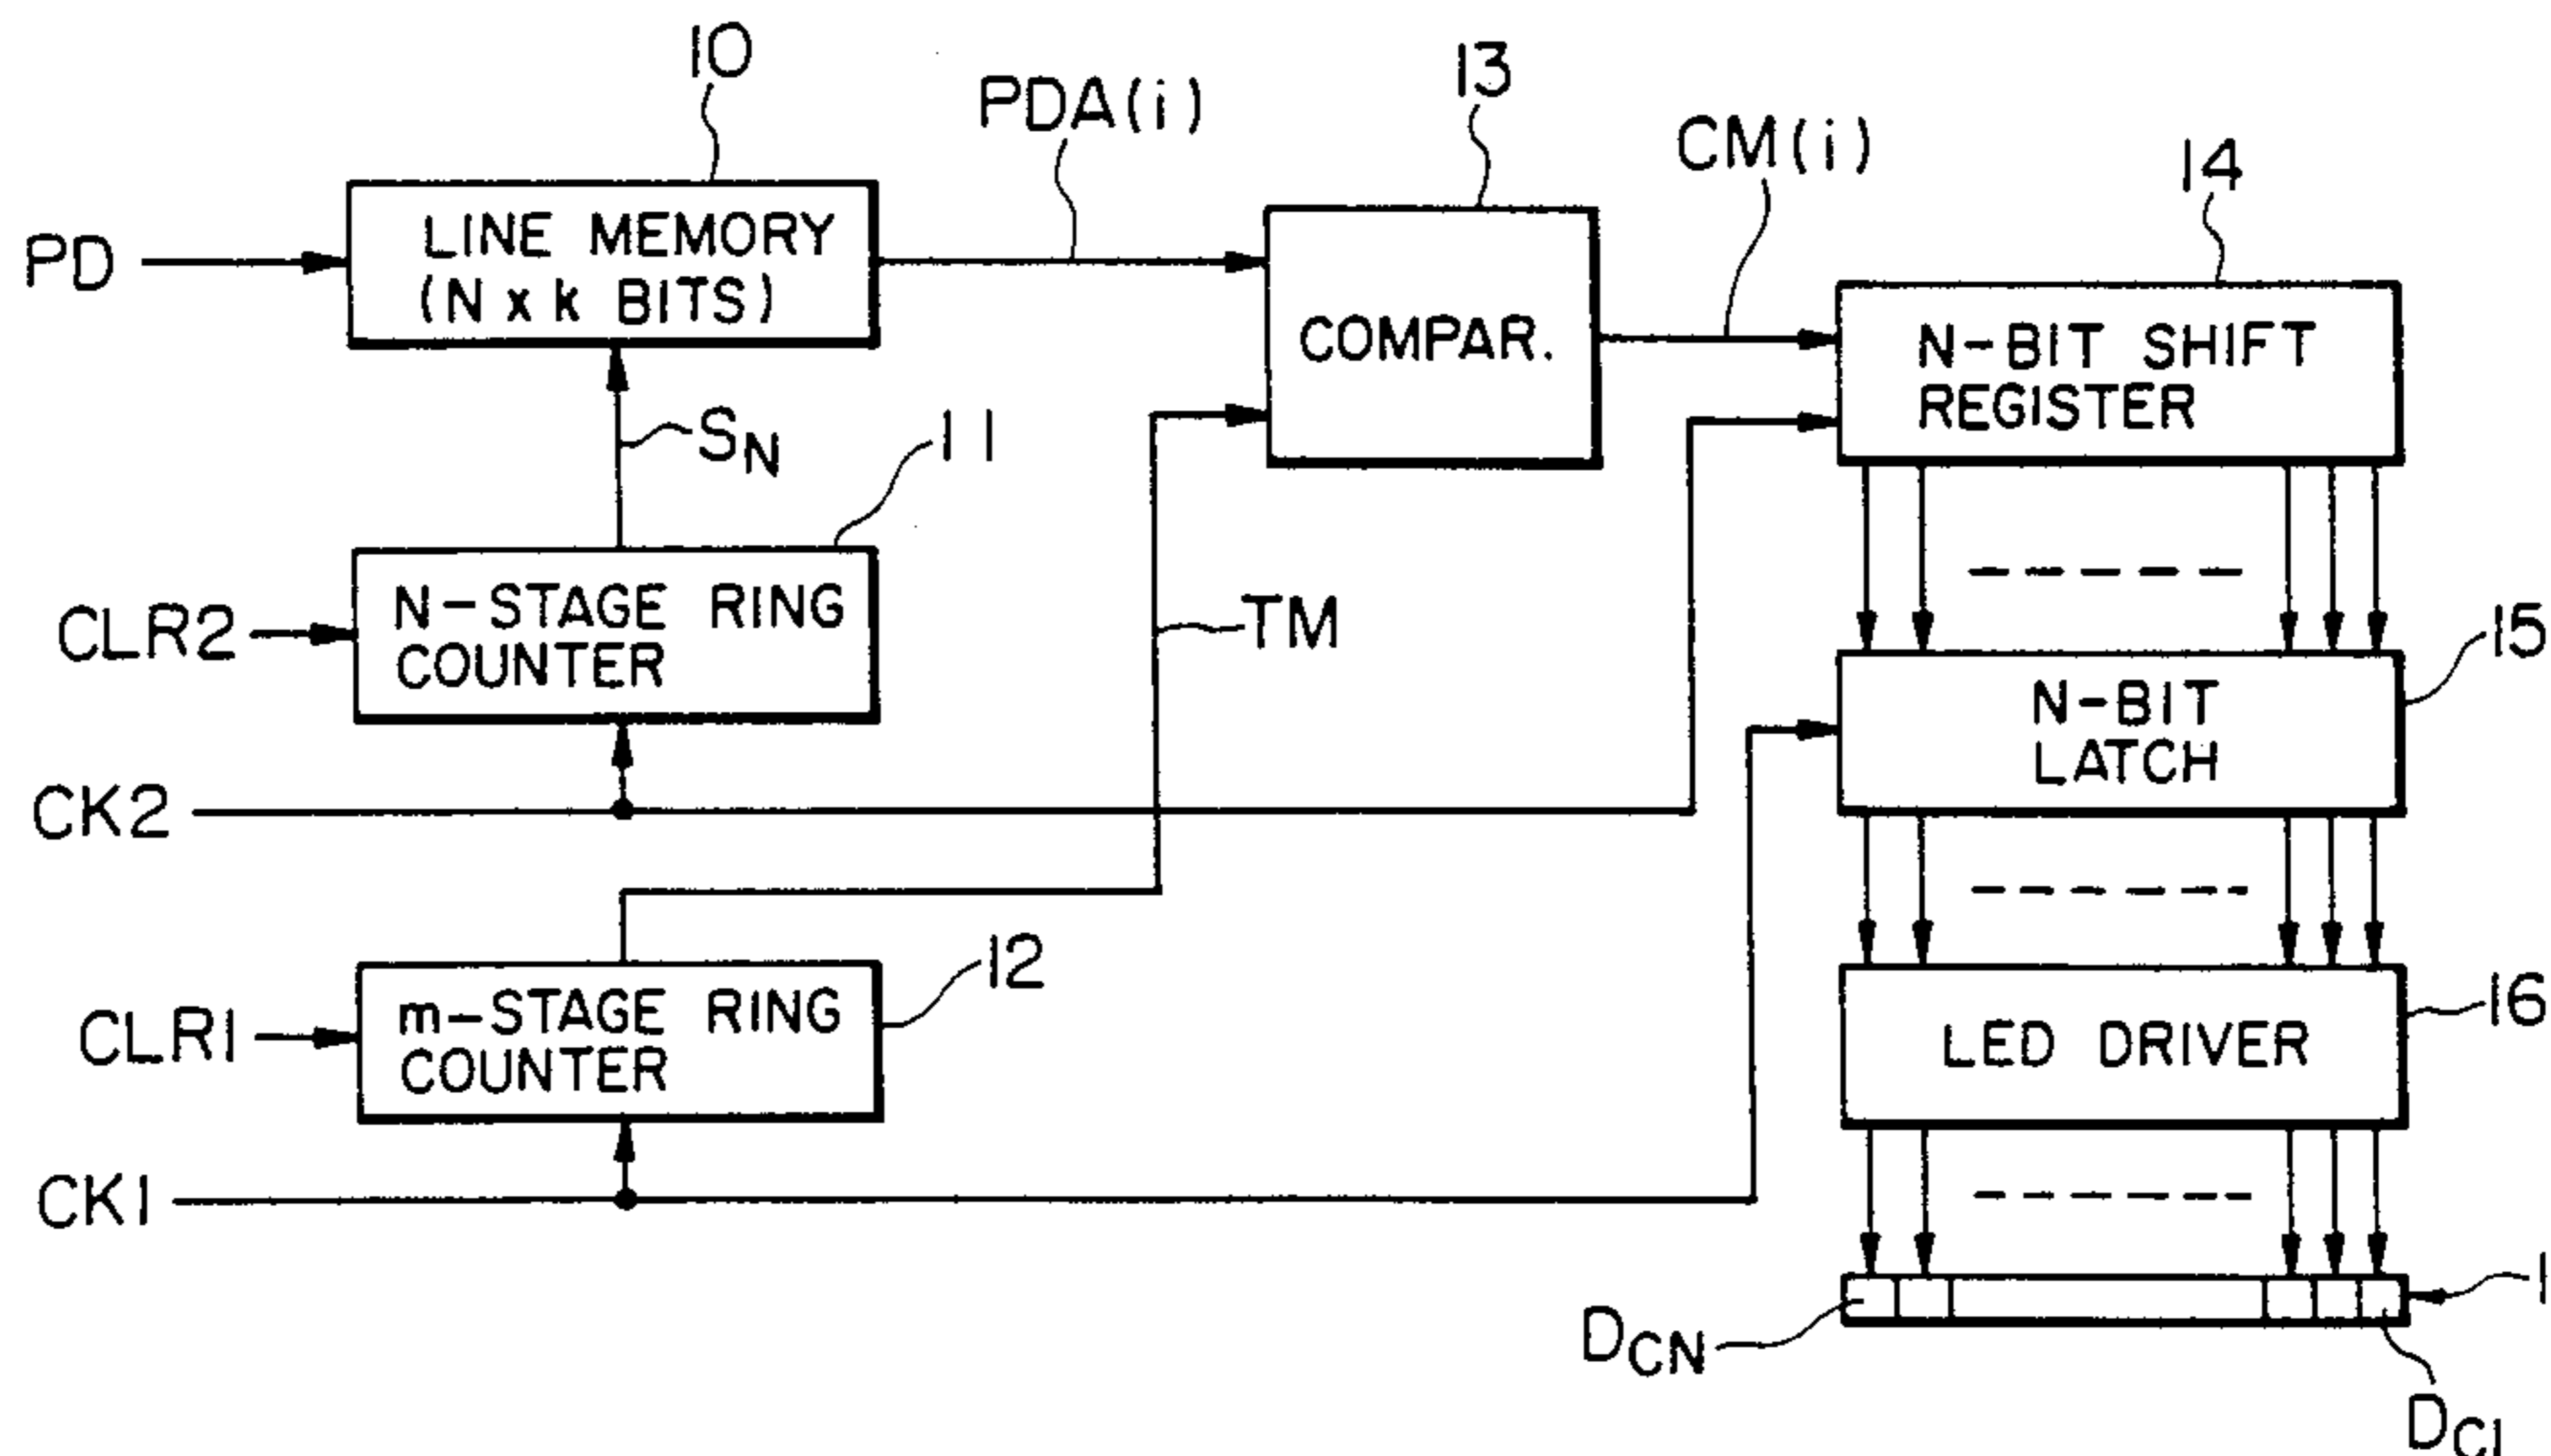 10
PDA(i)
13
CM(i)
14
PD
LINE MEMORY
(N x k BITS)
COMPAR.
N-BIT SHIFT
REGISTER
SN
11
CLR2
N-STAGE RING
COUNTER
TM
15
N-BIT
LATCH
CK2
12
CLR1
m-STAGE RING
COUNTER
16
LED DRIVER
CK1
1
DCN
DC1